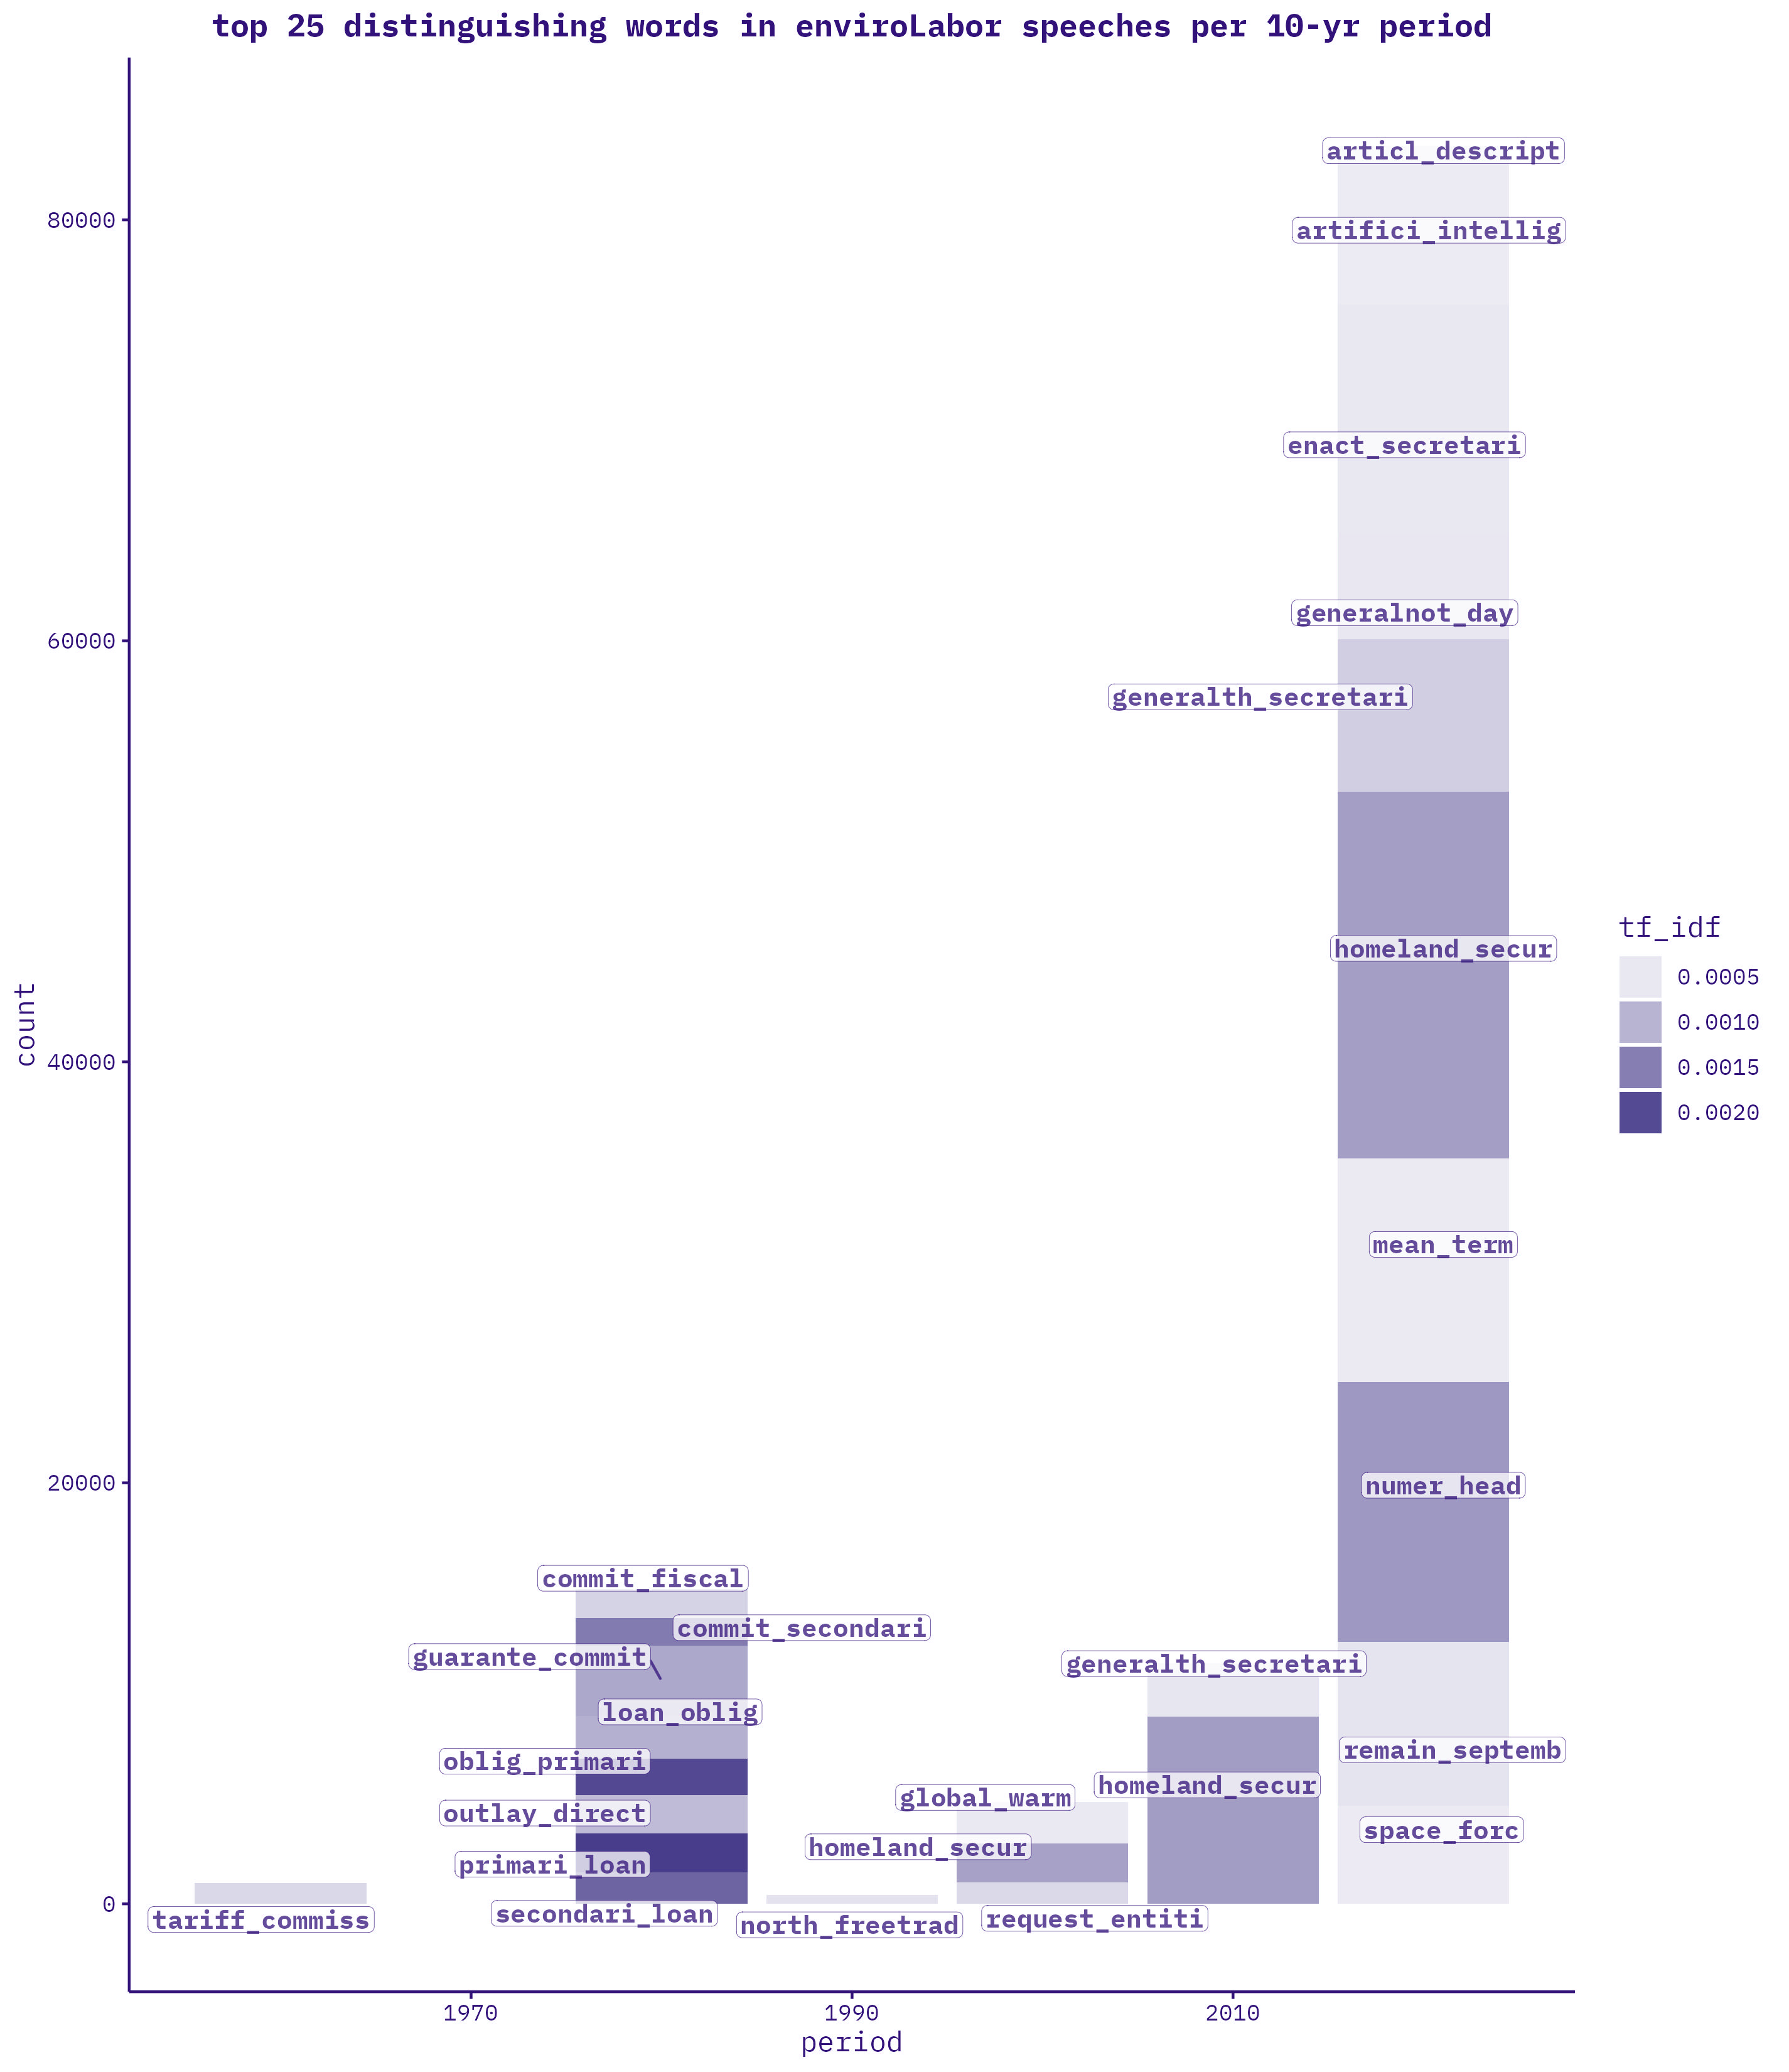 top 25 distinguishing words in enviroLabor speeches per 10-yr period
articl_descript
80000
artifici_intellig
enact_secretari
generalnot_day
60000
generalth_secretari
homeland_secur
tf_idf
0.0005
0.0010
0.0015
0.0020
count
40000
mean_term
numer_head
20000
commit_fiscal
commit_secondari
guarante_commit
generalth_secretari
loan_oblig
remain_septemb
oblig_primari
homeland_secur
global_warm
outlay_direct
space_forc
homeland_secur
primari_loan
0
secondari_loan
request_entiti
tariff_commiss
north_freetrad
1970
1990
2010
period